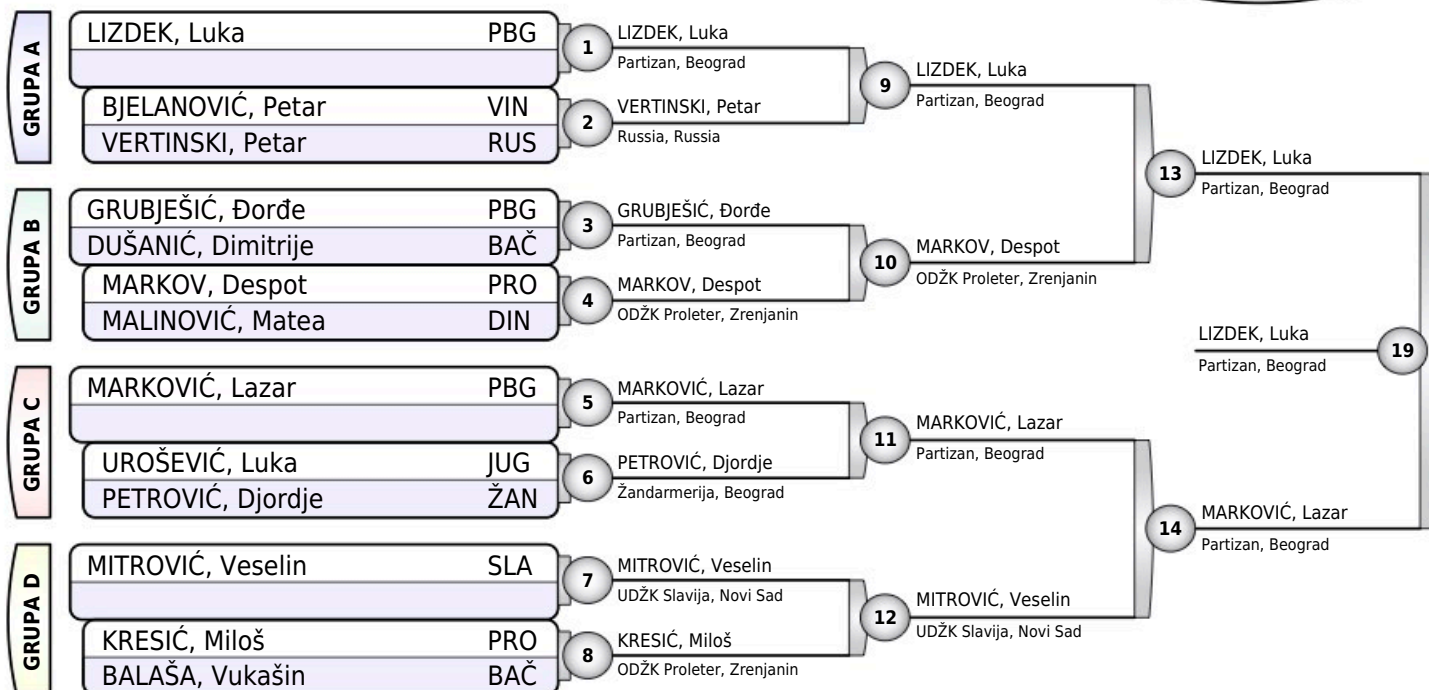 GRUPA A
LIZDEK, Luka PBG
BJELANOVIĆ, Petar VIN
VERTINSKI, Petar RUS
1
LIZDEK, Luka
Partizan, Beograd
2
VERTINSKI, Petar
Russia, Russia
9
LIZDEK, Luka
Partizan, Beograd
GRUPA B
GRUBJEŠIĆ, Đorđe PBG
DUŠANIĆ, Dimitrije BAČ
MARKOV, Despot PRO
MALINOVIĆ, Matea DIN
3
GRUBJEŠIĆ, Đorđe
Partizan, Beograd
4
MARKOV, Despot
ODŽK Proleter, Zrenjanin
10
MARKOV, Despot
ODŽK Proleter, Zrenjanin
13
LIZDEK, Luka
Partizan, Beograd
GRUPA C
MARKOVIĆ, Lazar PBG
UROŠEVIĆ, Luka JUG
PETROVIĆ, Djordje ŽAN
5
MARKOVIĆ, Lazar
Partizan, Beograd
6
PETROVIĆ, Djordje
Žandarmerija, Beograd
11
MARKOVIĆ, Lazar
Partizan, Beograd
GRUPA D
MITROVIĆ, Veselin SLA
KRESIĆ, Miloš PRO
BALAŠA, Vukašin BAČ
7
MITROVIĆ, Veselin
UDŽK Slavija, Novi Sad
8
KRESIĆ, Miloš
ODŽK Proleter, Zrenjanin
12
MITROVIĆ, Veselin
UDŽK Slavija, Novi Sad
14
MARKOVIĆ, Lazar
Partizan, Beograd
LIZDEK, Luka
Partizan, Beograd
19